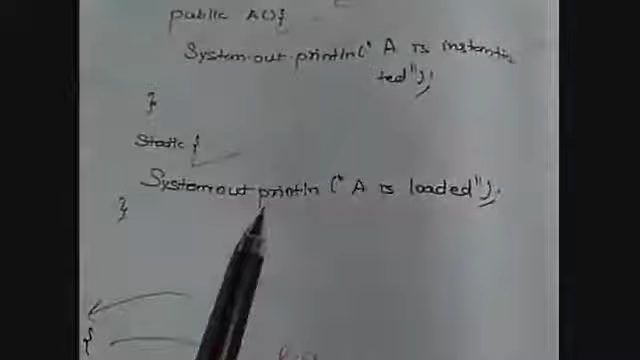 public A(){
System.out.println(" A is instantia
ted");
}
Static {
System.out.println (" A is loaded");
}
{